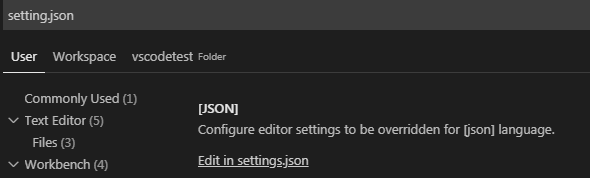 setting.json
User Workspace vscodetest Folder
Commonly Used (1)
Text Editor (5)
Files (3)
Workbench (4)
[JSON]
Configure editor settings to be overridden for [json] language.
Edit in settings.json